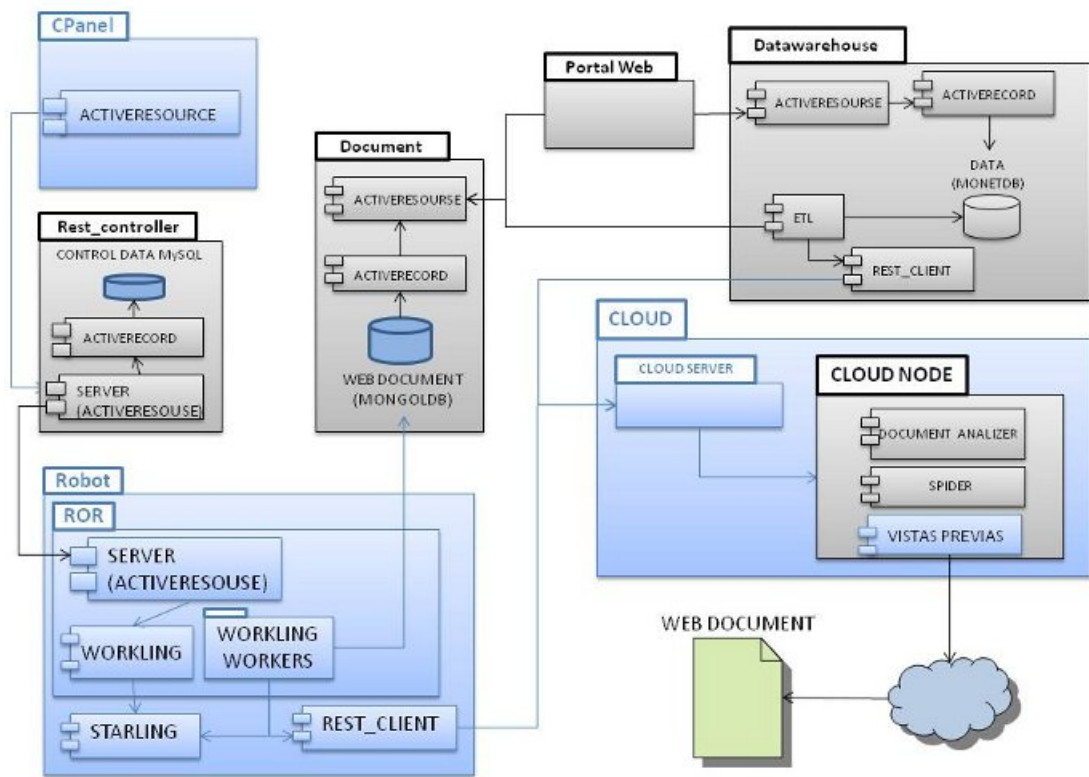 CPanel
ACTIVERESOURCE
Rest_controller
CONTROL DATA MySQL
ACTIVERECORD
SERVER
(ACTIVERESOUSE)
Document
ACTIVERESOURSE
ACTIVERECORD
WEB DOCUMENT
(MONGOLDB)
Portal Web
Datawarehouse
ACTIVERESOURSE
ACTIVERECORD
DATA
(MONETDB)
ETL
REST_CLIENT
CLOUD
CLOUD SERVER
CLOUD NODE
DOCUMENT ANALIZER
SPIDER
VISTAS PREVIAS
Robot
ROR
SERVER
(ACTIVERESOUSE)
WORKLING
WORKLING
WORKERS
STARLING
REST_CLIENT
WEB DOCUMENT